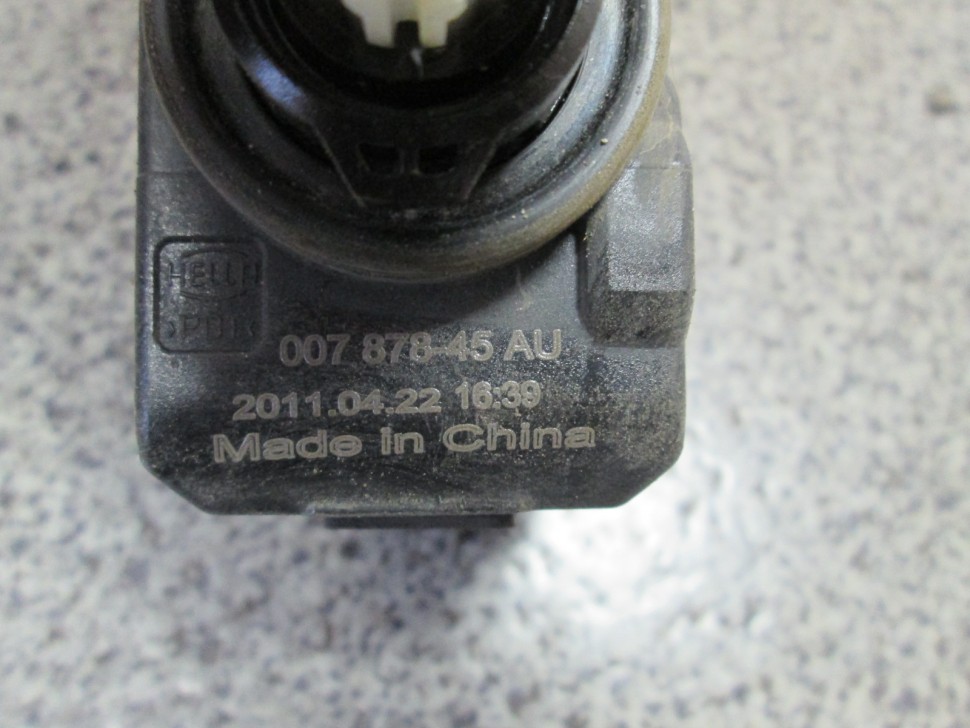 HELLA
007 878-45 AU
2011.04.22 16:39
Made in China